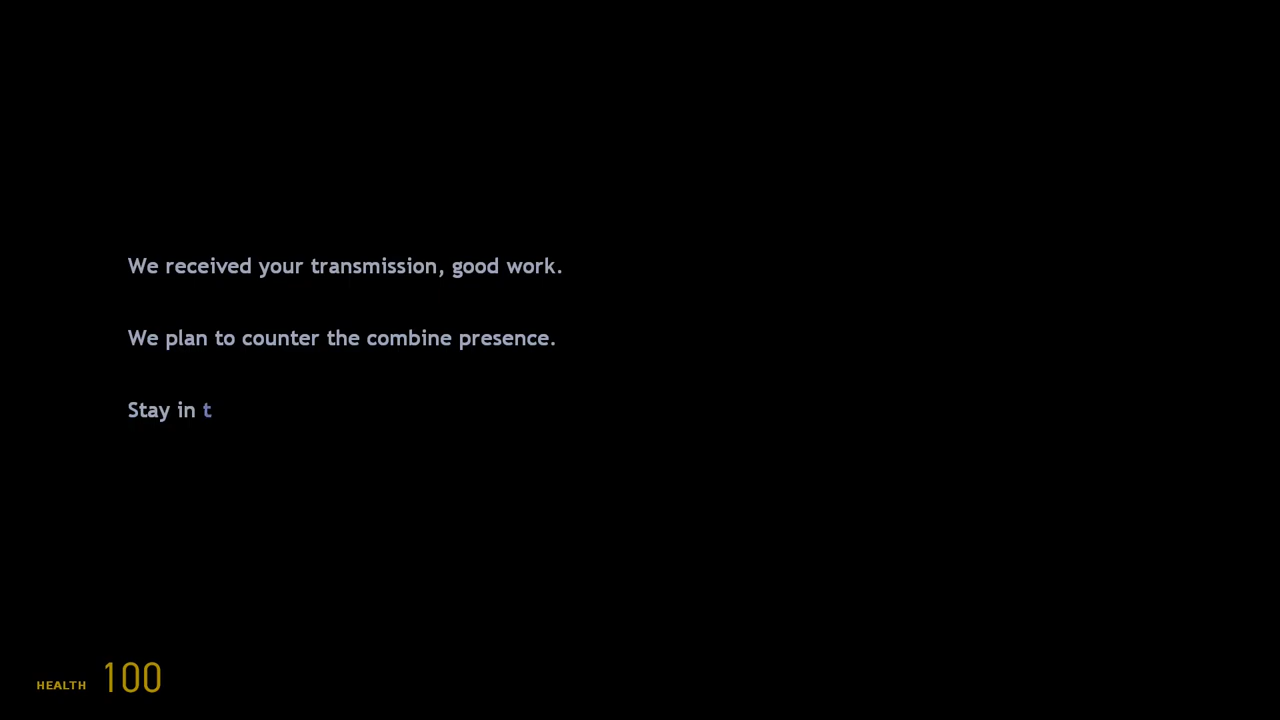 We received your transmission, good work.
We plan to counter the combine presence.
Stay in t
HEALTH 100